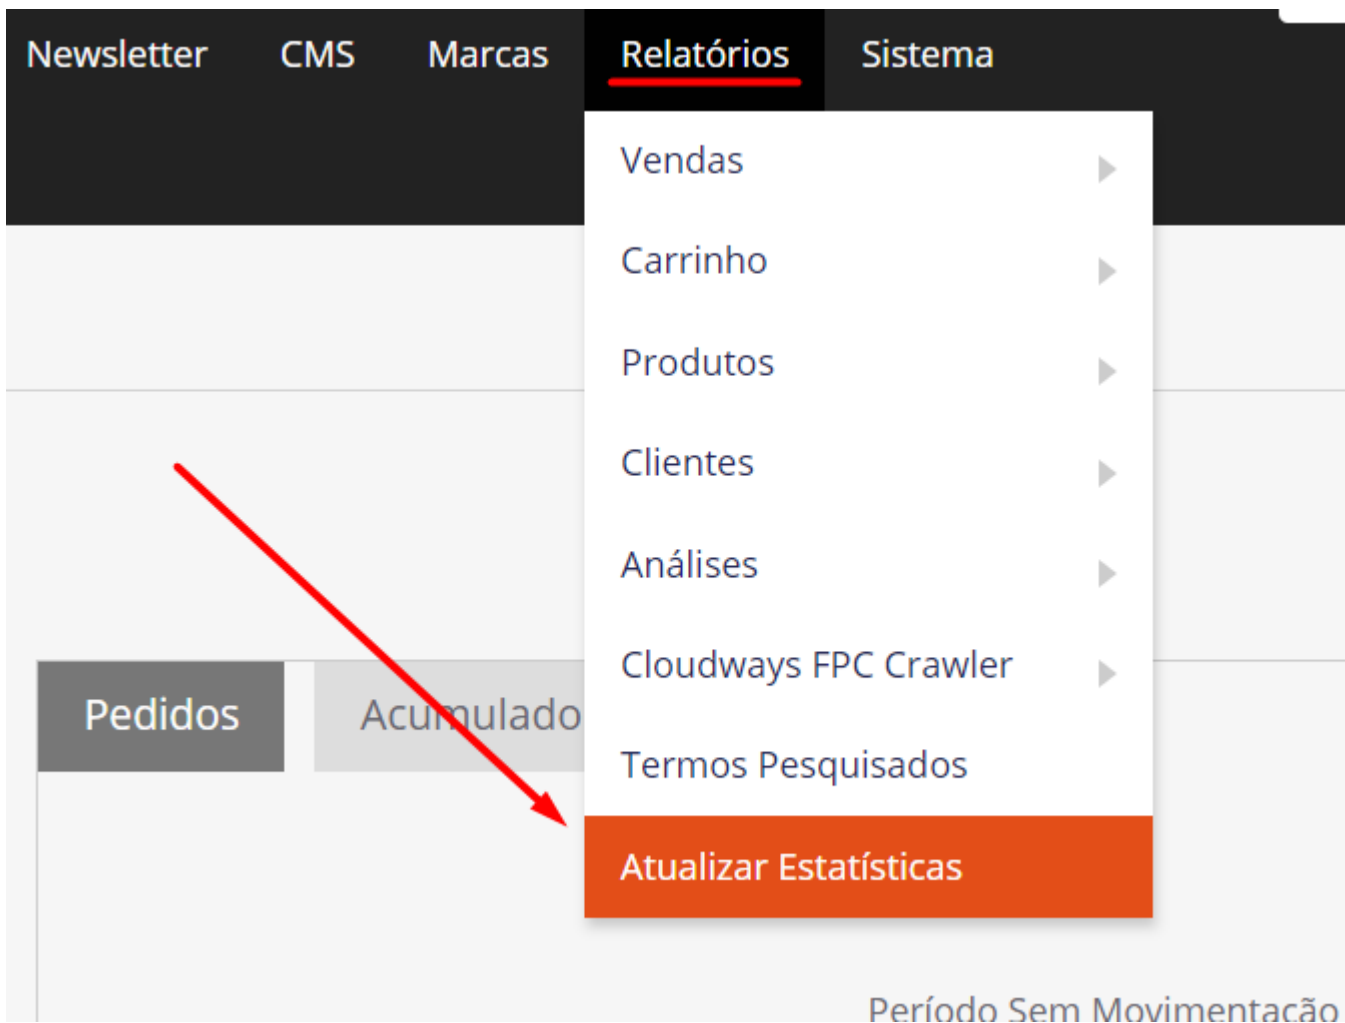 Newsletter CMS Marcas Relatórios Sistema
Vendas
Carrinho
Produtos
Clientes
Análises
Cloudways FPC Crawler
Pedidos Acumulado
Termos Pesquisados
Atualizar Estatísticas
Período Sem Movimentação